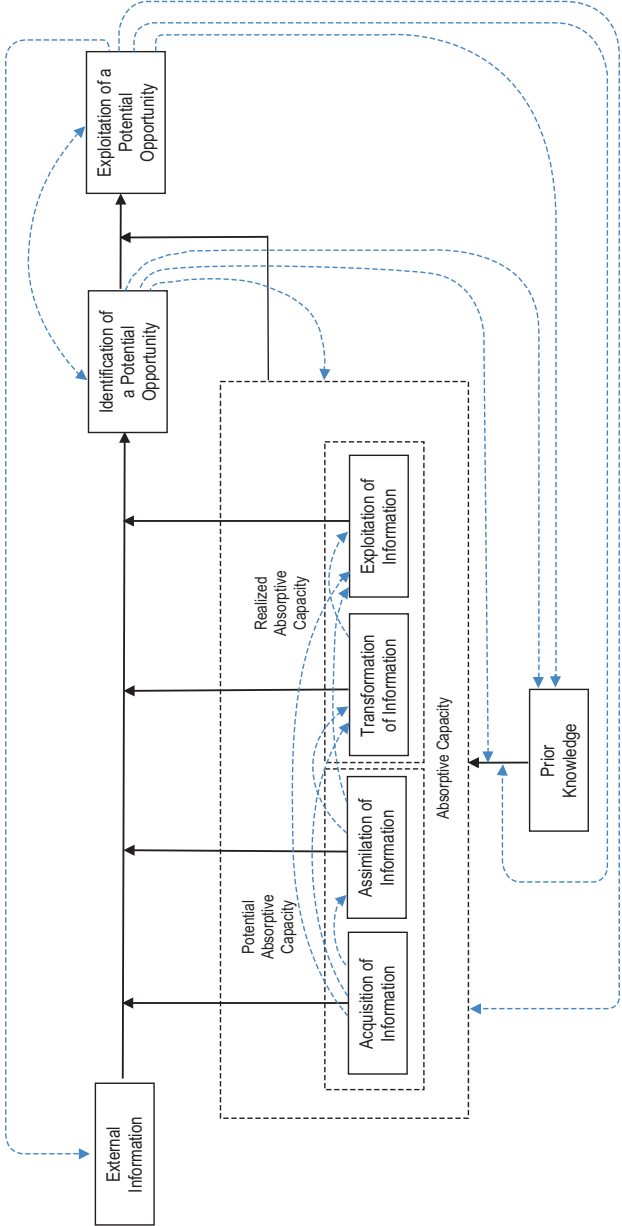 External
Information
Identification of
a Potential
Opportunity
Exploitation of a
Potential
Opportunity
Potential
Absorptive
Capacity
Realized
Absorptive
Capacity
Acquisition of
Information
Assimilation of
Information
Transformation
of Information
Exploitation of
Information
Absorptive Capacity
Prior
Knowledge